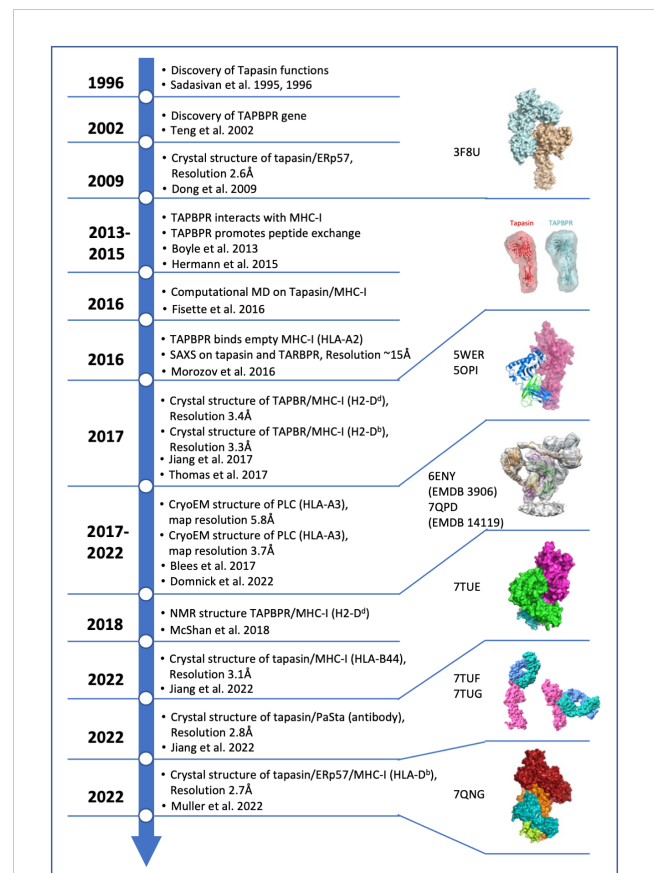 1996
• Discovery of Tapasin functions
• Sadasivan et al. 1995, 1996
2002
• Discovery of TAPBPR gene
• Teng et al. 2002
2009
• Crystal structure of tapasin/ERp57,
Resolution 2.6Å
• Dong et al. 2009
3F8U
2013-
2015
• TAPBPR interacts with MHC-I
• TAPBPR promotes peptide exchange
• Boyle et al. 2013
• Hermann et al. 2015
Tapasin
TAPBPR
2016
• Computational MD on Tapasin/MHC-I
• Fisette et al. 2016
2016
• TAPBPR binds empty MHC-I (HLA-A2)
• SAXS on tapasin and TARBPR, Resolution ~15Å
• Morozov et al. 2016
5WER
5OPI
2017
• Crystal structure of TAPBR/MHC-I (H2-Dᵈ),
Resolution 3.4Å
• Crystal structure of TAPBR/MHC-I (H2-Dᵇ),
Resolution 3.3Å
• Jiang et al. 2017
• Thomas et al. 2017
6ENY
(EMDB 3906)
7QPD
(EMDB 14119)
2017-
2022
• CryoEM structure of PLC (HLA-A3),
map resolution 5.8Å
• CryoEM structure of PLC (HLA-A3),
map resolution 3.7Å
• Blees et al. 2017
• Domnick et al. 2022
7TUE
2018
• NMR structure TAPBPR/MHC-I (H2-Dᵈ)
• McShan et al. 2018
2022
• Crystal structure of tapasin/MHC-I (HLA-B44),
Resolution 3.1Å
• Jiang et al. 2022
7TUF
7TUG
2022
• Crystal structure of tapasin/PaSta (antibody),
Resolution 2.8Å
• Jiang et al. 2022
2022
• Crystal structure of tapasin/ERp57/MHC-I (HLA-Dᵇ),
Resolution 2.7Å
• Muller et al. 2022
7QNG